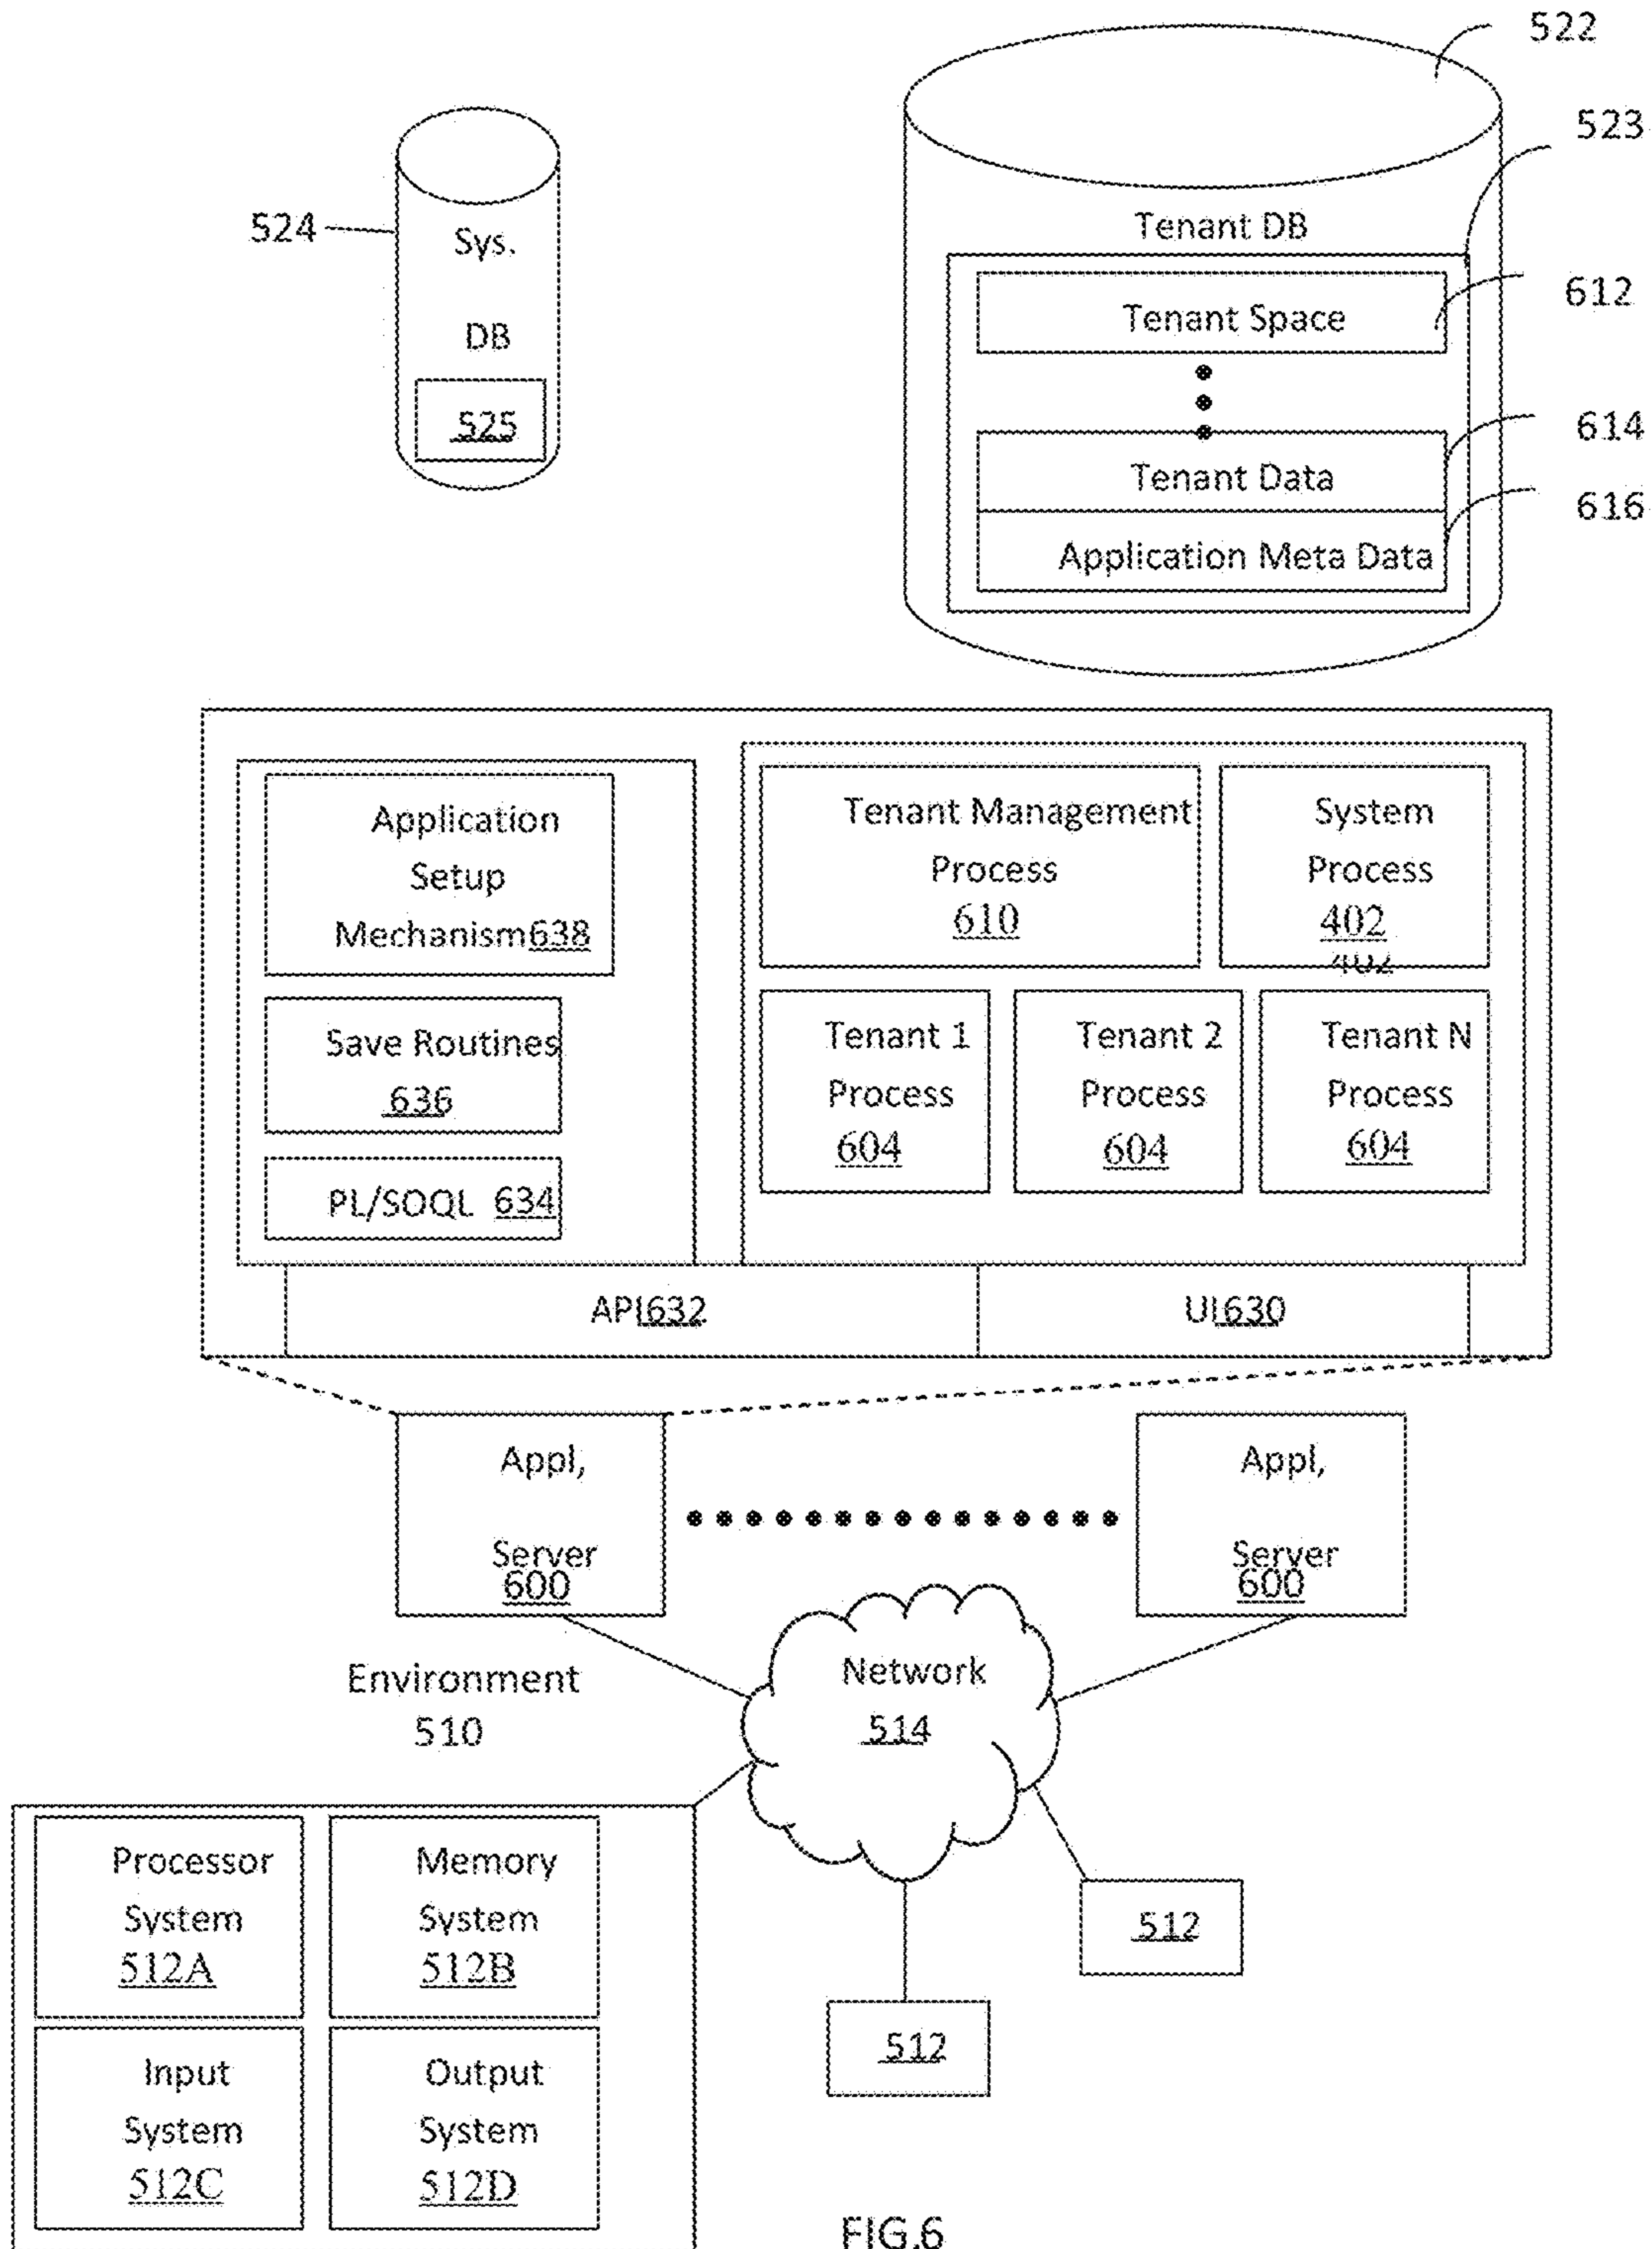 522
523
524
Sys.
DB
525
Tenant DB
Tenant Space
612
614
Tenant Data
616
Application Meta Data
Application
Setup
Mechanism638
Save Routines
636
PL/SOQL 634
Tenant Management
Process
610
System
Process
402
402
Tenant 1
Process
604
Tenant 2
Process
604
Tenant N
Process
604
API632
UI630
Appl,
Server
600
Appl,
Server
600
Environment
510
Network
514
Processor
System
512A
Memory
System
512B
Input
System
512C
Output
System
512D
512
512
FIG.6